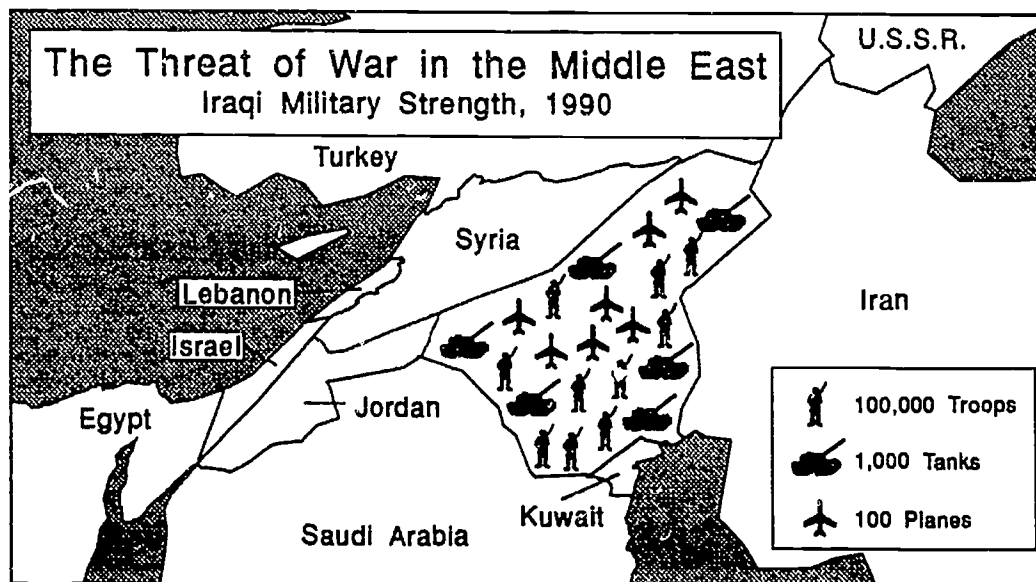 The Threat of War in the Middle East
Iraqi Military Strength, 1990
U.S.S.R.
Turkey
Syria
Lebanon
Iran
Israel
Egypt
Jordan
Kuwait
Saudi Arabia
100,000 Troops
1,000 Tanks
100 Planes